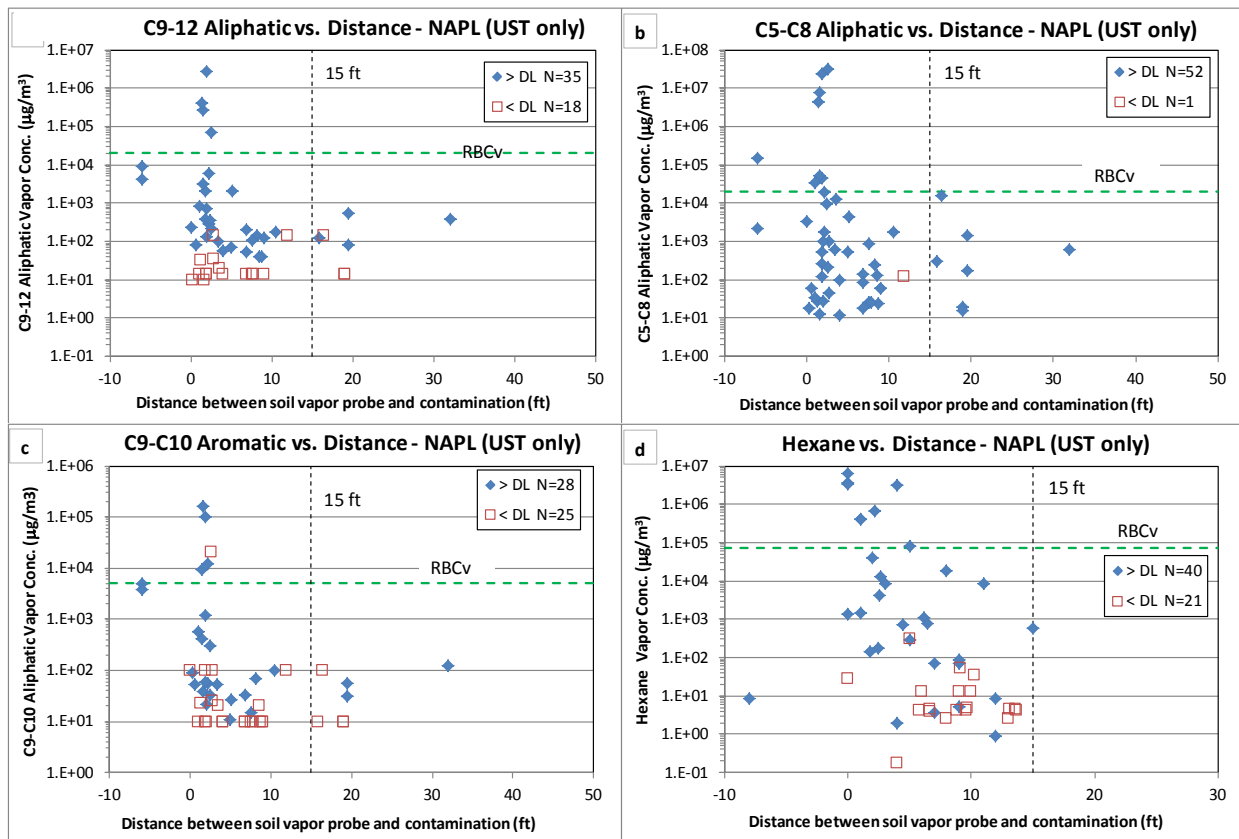 C9-12 Aliphatic vs. Distance - NAPL (UST only)
C9-12 Aliphatic Vapor Conc. (µg/m³)
1.E+07
1.E+06
1.E+05
1.E+04
1.E+03
1.E+02
1.E+01
1.E+00
1.E-01
15 ft
> DL N=35
< DL N=18
RBCv
-10
0
10
20
30
40
50
Distance between soil vapor probe and contamination (ft)
b
C5-C8 Aliphatic vs. Distance - NAPL (UST only)
C5-C8 Aliphatic Vapor Conc. (µg/m³)
1.E+08
1.E+07
1.E+06
1.E+05
1.E+04
1.E+03
1.E+02
1.E+01
1.E+00
15 ft
> DL N=52
< DL N=1
RBCv
-10
0
10
20
30
40
50
Distance between soil vapor probe and contamination (ft)
c
C9-C10 Aromatic vs. Distance - NAPL (UST only)
C9-C10 Aliphatic Vapor Conc. (µg/m3)
1.E+06
1.E+05
1.E+04
1.E+03
1.E+02
1.E+01
1.E+00
15 ft
> DL N=28
< DL N=25
RBCv
-10
0
10
20
30
40
50
Distance between soil vapor probe and contamination (ft)
d
Hexane vs. Distance - NAPL (UST only)
Hexane Vapor Conc. (µg/m³)
1.E+07
1.E+06
1.E+05
1.E+04
1.E+03
1.E+02
1.E+01
1.E+00
1.E-01
15 ft
RBCv
> DL N=40
< DL N=21
-10
0
10
20
30
Distance between soil vapor probe and contamination (ft)